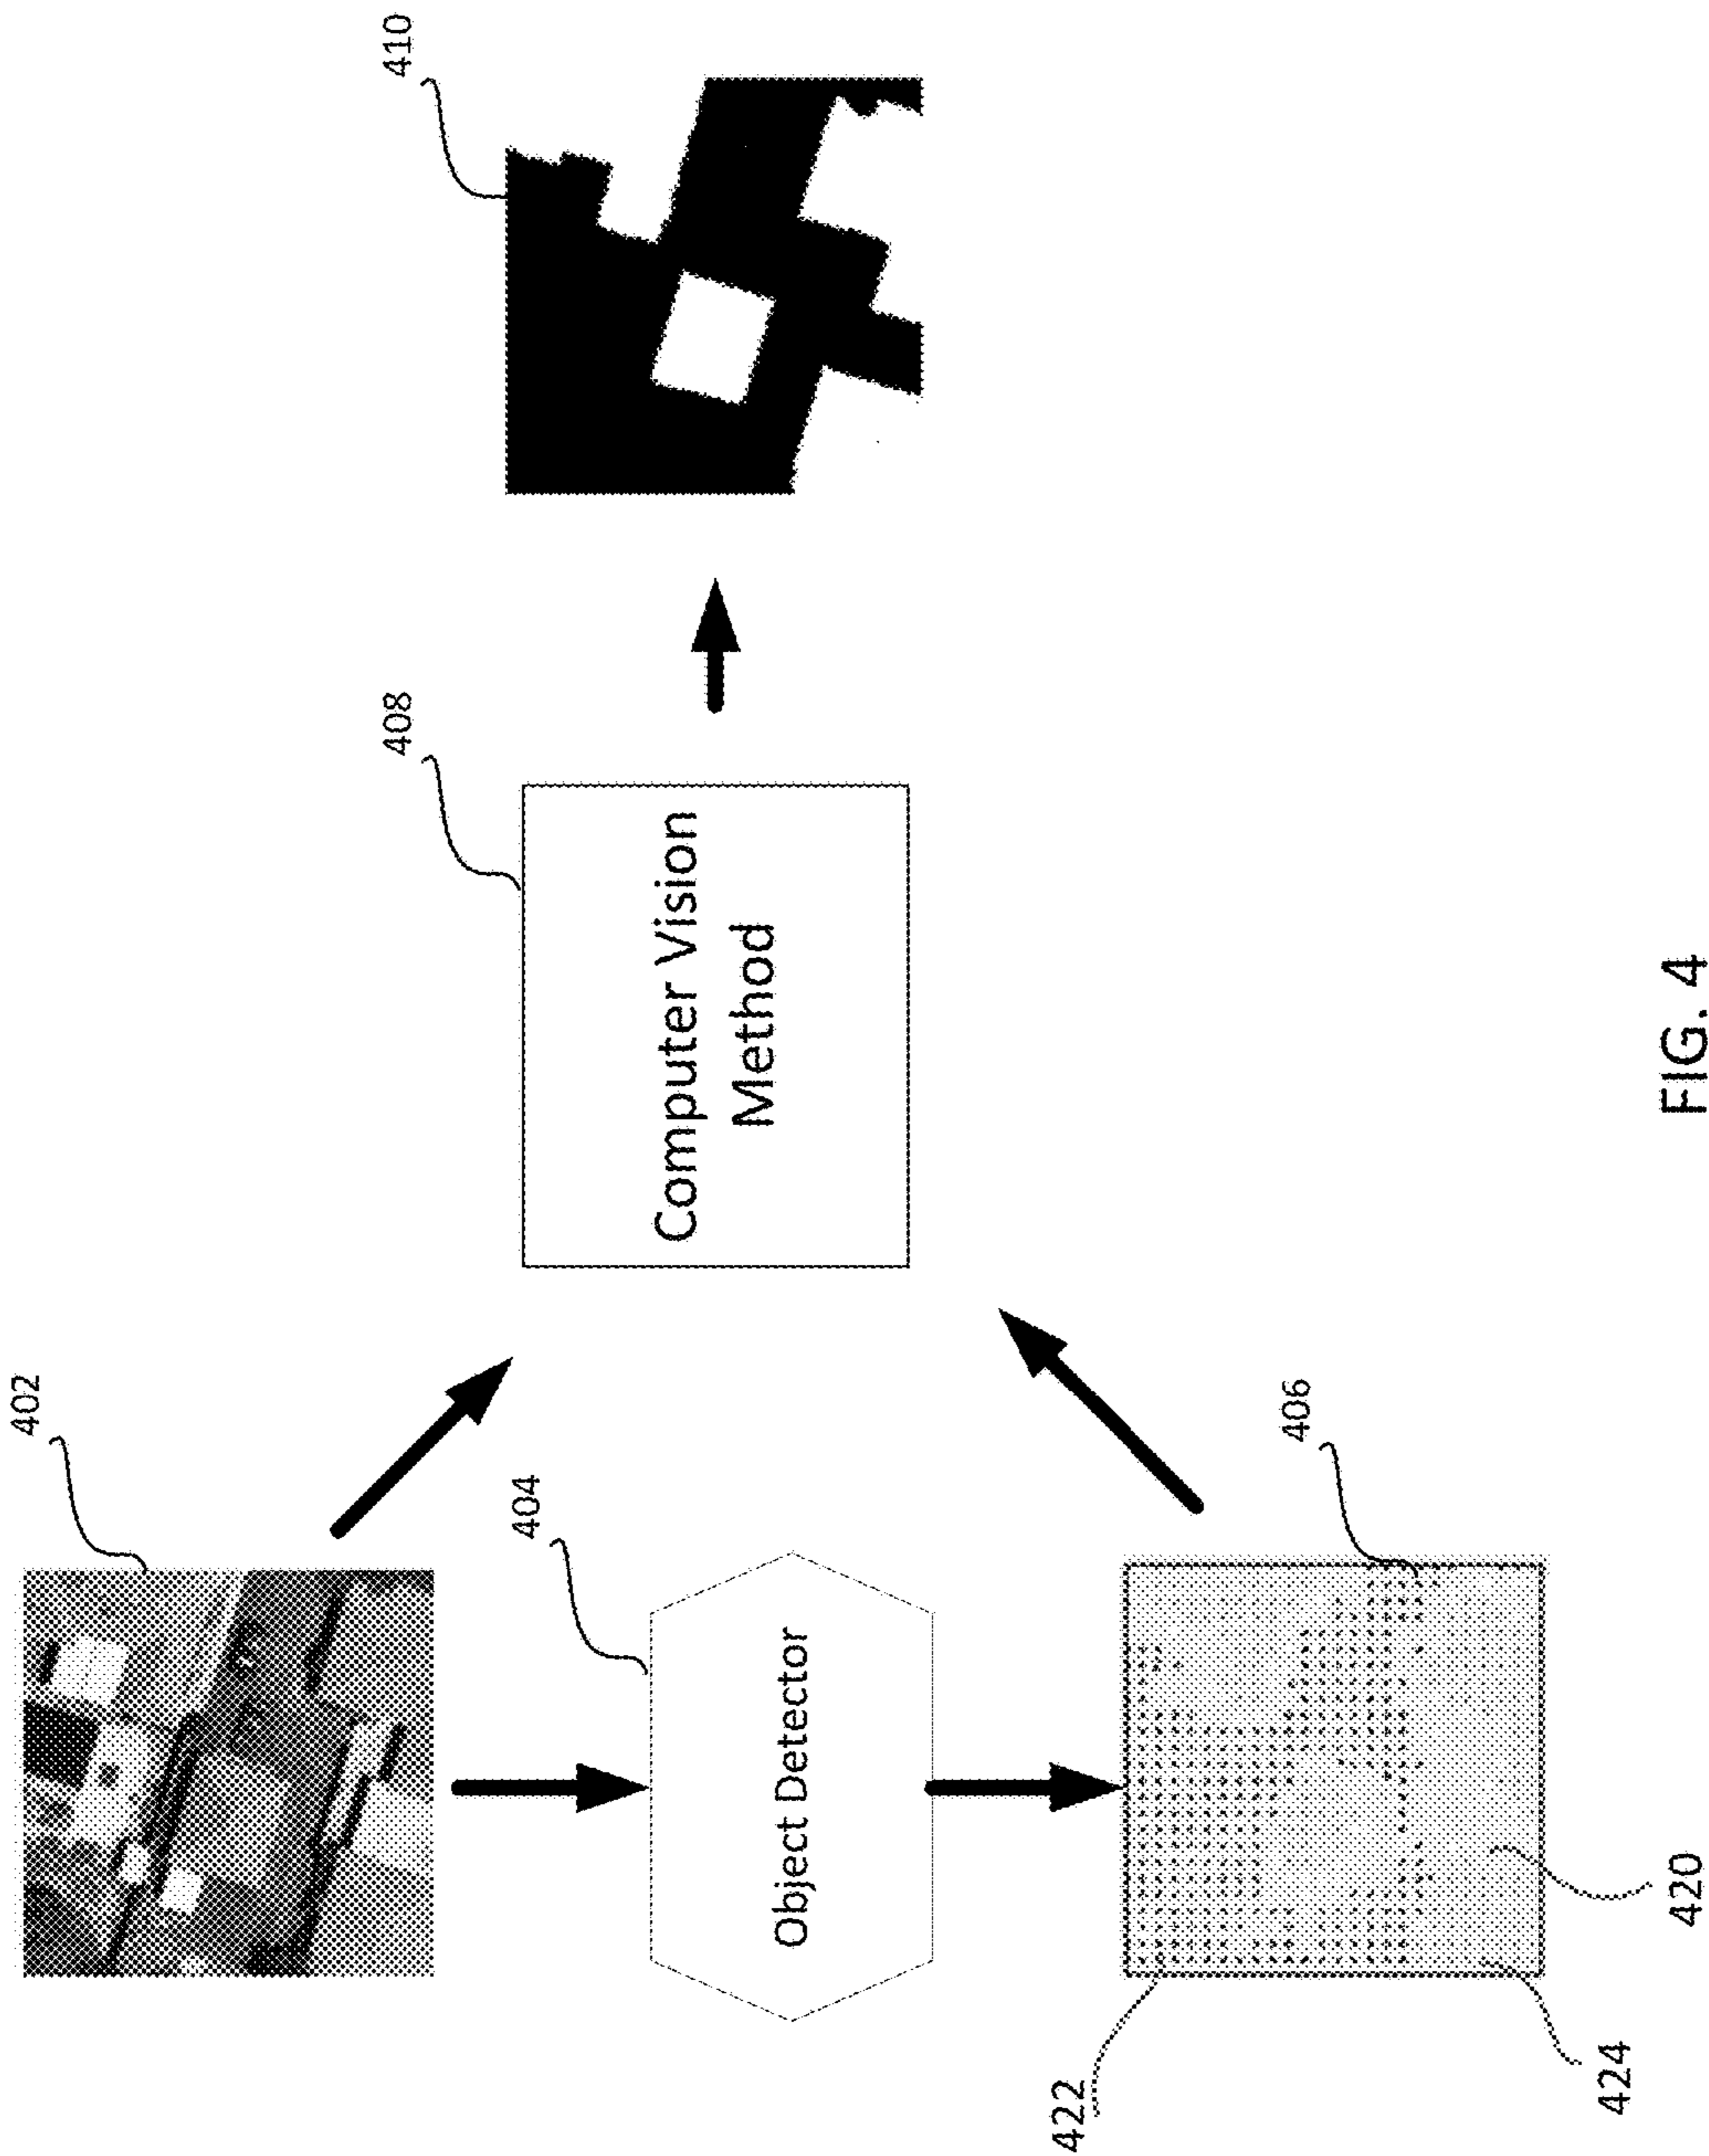 402
404
Object Detector
406
422
424
420
408
Computer Vision
Method
410
FIG. 4